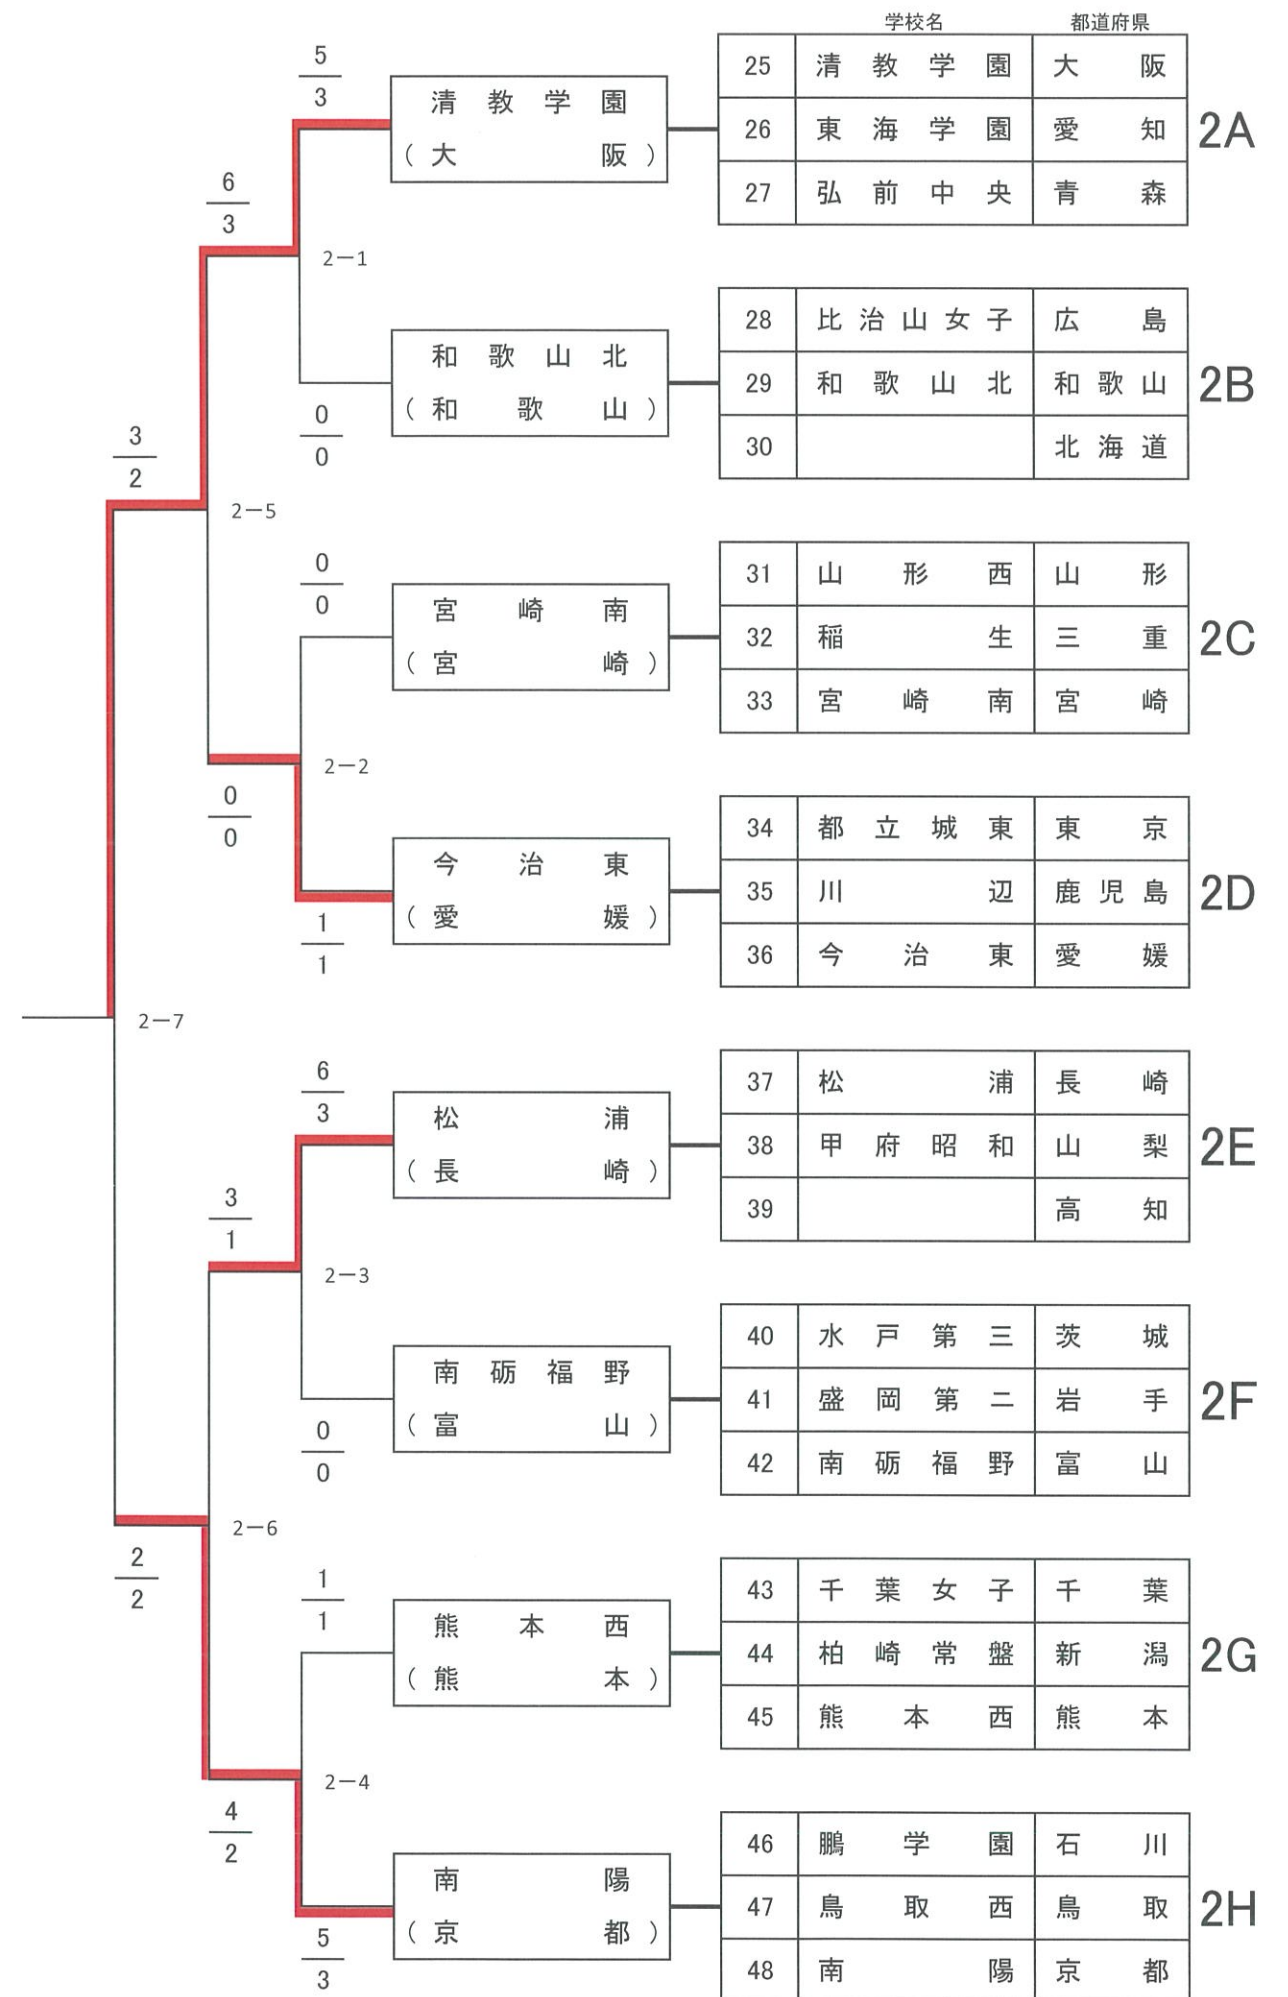 学校名 都道府県
25 清教学園 大阪
26 東海学園 愛知 2A
27 弘前中央 青森
5
3
清教学園
(大阪)
6
3
2－1
28 比治山女子 広島
29 和歌山北 和歌山 2B
30 北海道
和歌山北
(和歌山)
0
0
3
2
2－5
31 山形西 山形
32 稲生 三重 2C
33 宮崎南 宮崎
0
0
宮崎南
(宮崎)
2－2
0
0
34 都立城東 東京
35 川辺 鹿児島 2D
36 今治東 愛媛
今治東
(愛媛)
1
1
2－7
37 松浦 長崎
38 甲府昭和 山梨 2E
39 高知
6
3
松浦
(長崎)
3
1
2－3
40 水戸第三 茨城
41 盛岡第二 岩手 2F
42 南砺福野 富山
南砺福野
(富山)
0
0
2－6
2
2
43 千葉女子 千葉
44 柏崎常盤 新潟 2G
45 熊本西 熊本
1
1
熊本西
(熊本)
2－4
4
2
46 鵬学園 石川
47 鳥取西 鳥取 2H
48 南陽 京都
南陽
(京都)
5
3